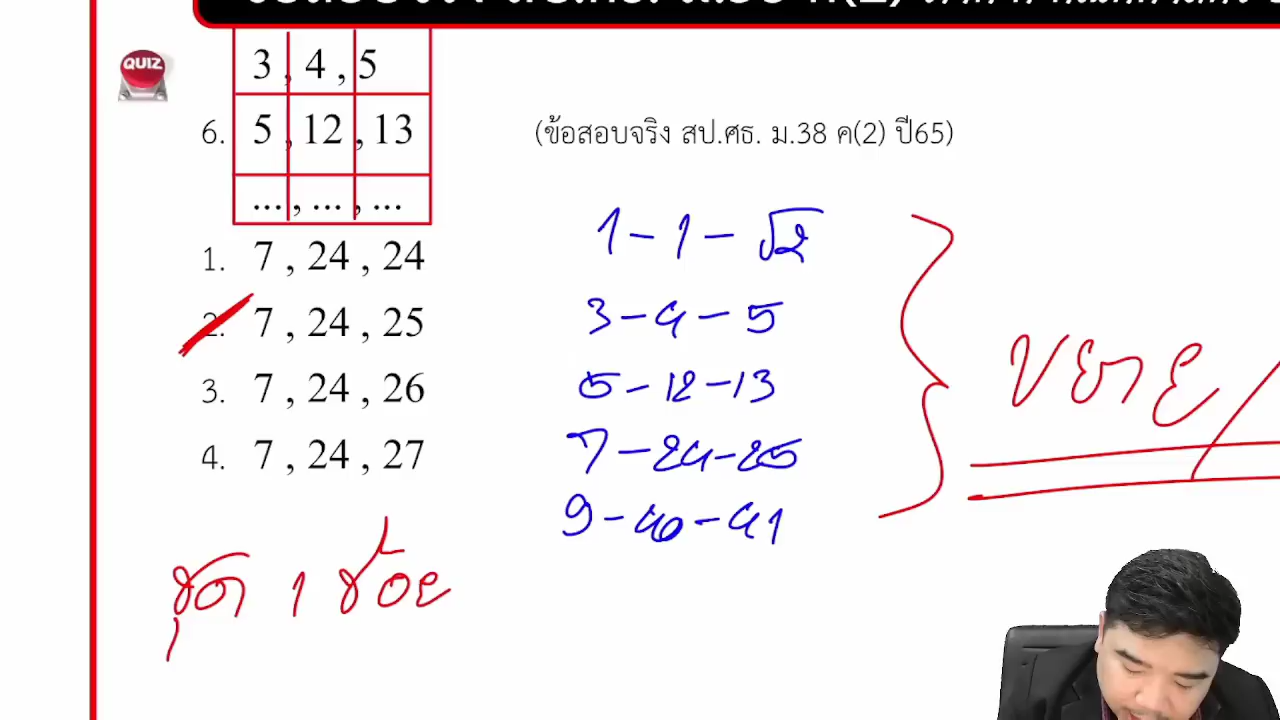 QUIZ
3 , 4 , 5
6. 5 , 12 , 13 (ข้อสอบจริง สป.ศธ. ม.38 ค(2) ปี65)
... , ... , ...
1. 7 , 24 , 24
2. 7 , 24 , 25
3. 7 , 24 , 26
4. 7 , 24 , 27
1 - 1 - √2
3 - 4 - 5
5 - 12 - 13
7 - 24 - 25
9 - 40 - 41
ขยาย
1